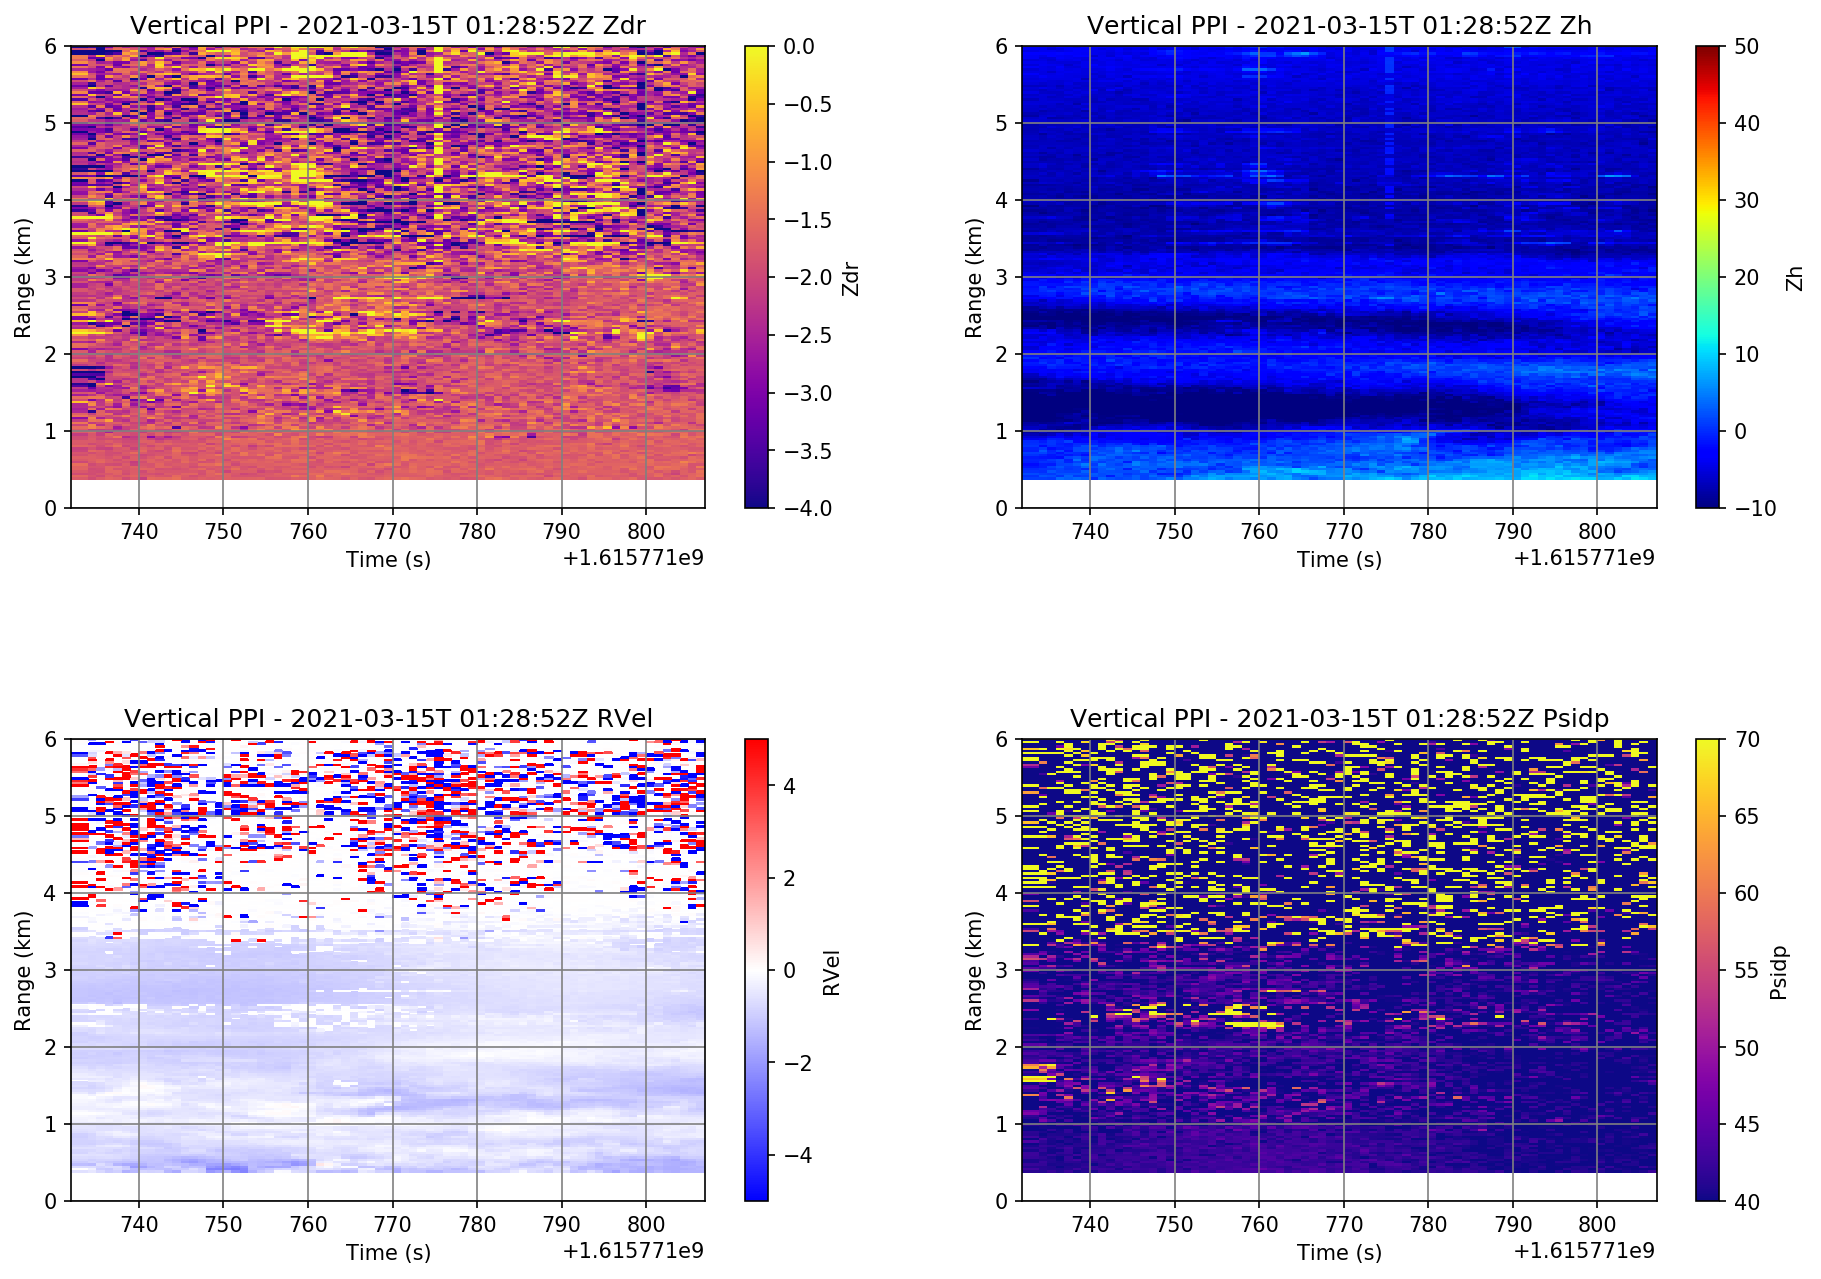 Vertical PPI - 2021-03-15T 01:28:52Z Zdr
6
5
4
3
2
1
0
Range (km)
740 750 760 770 780 790 800
Time (s)
+1.615771e9
0.0
−0.5
−1.0
−1.5
−2.0
−2.5
−3.0
−3.5
−4.0
Zdr
Vertical PPI - 2021-03-15T 01:28:52Z Zh
6
5
4
3
2
1
0
Range (km)
740 750 760 770 780 790 800
Time (s)
+1.615771e9
50
40
30
20
10
0
−10
Zh
Vertical PPI - 2021-03-15T 01:28:52Z RVel
6
5
4
3
2
1
0
Range (km)
740 750 760 770 780 790 800
Time (s)
+1.615771e9
4
2
0
−2
−4
RVel
Vertical PPI - 2021-03-15T 01:28:52Z Psidp
6
5
4
3
2
1
0
Range (km)
740 750 760 770 780 790 800
Time (s)
+1.615771e9
70
65
60
55
50
45
40
Psidp